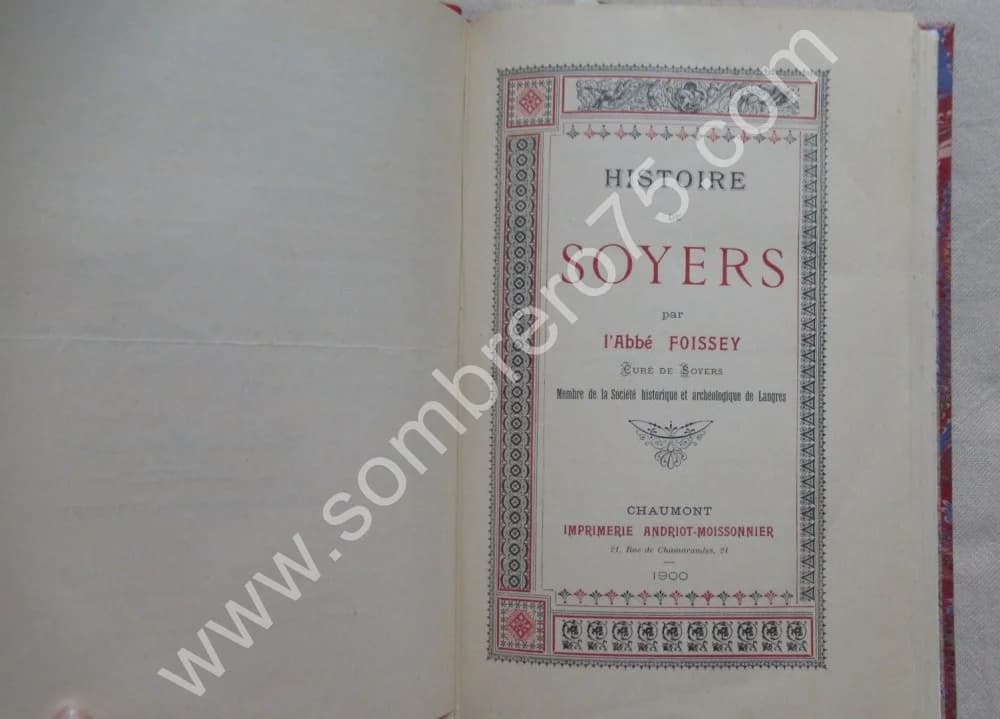 HISTOIRE
DE
SOYERS
par
l'Abbé FOISSEY
CURÉ DE SOYERS
Membre de la Société historique et archéologique de Langres
CHAUMONT
IMPRIMERIE ANDRIOT-MOISSONNIER
21, Rue de Chamarandes, 21
1900
www.sombrero75.com